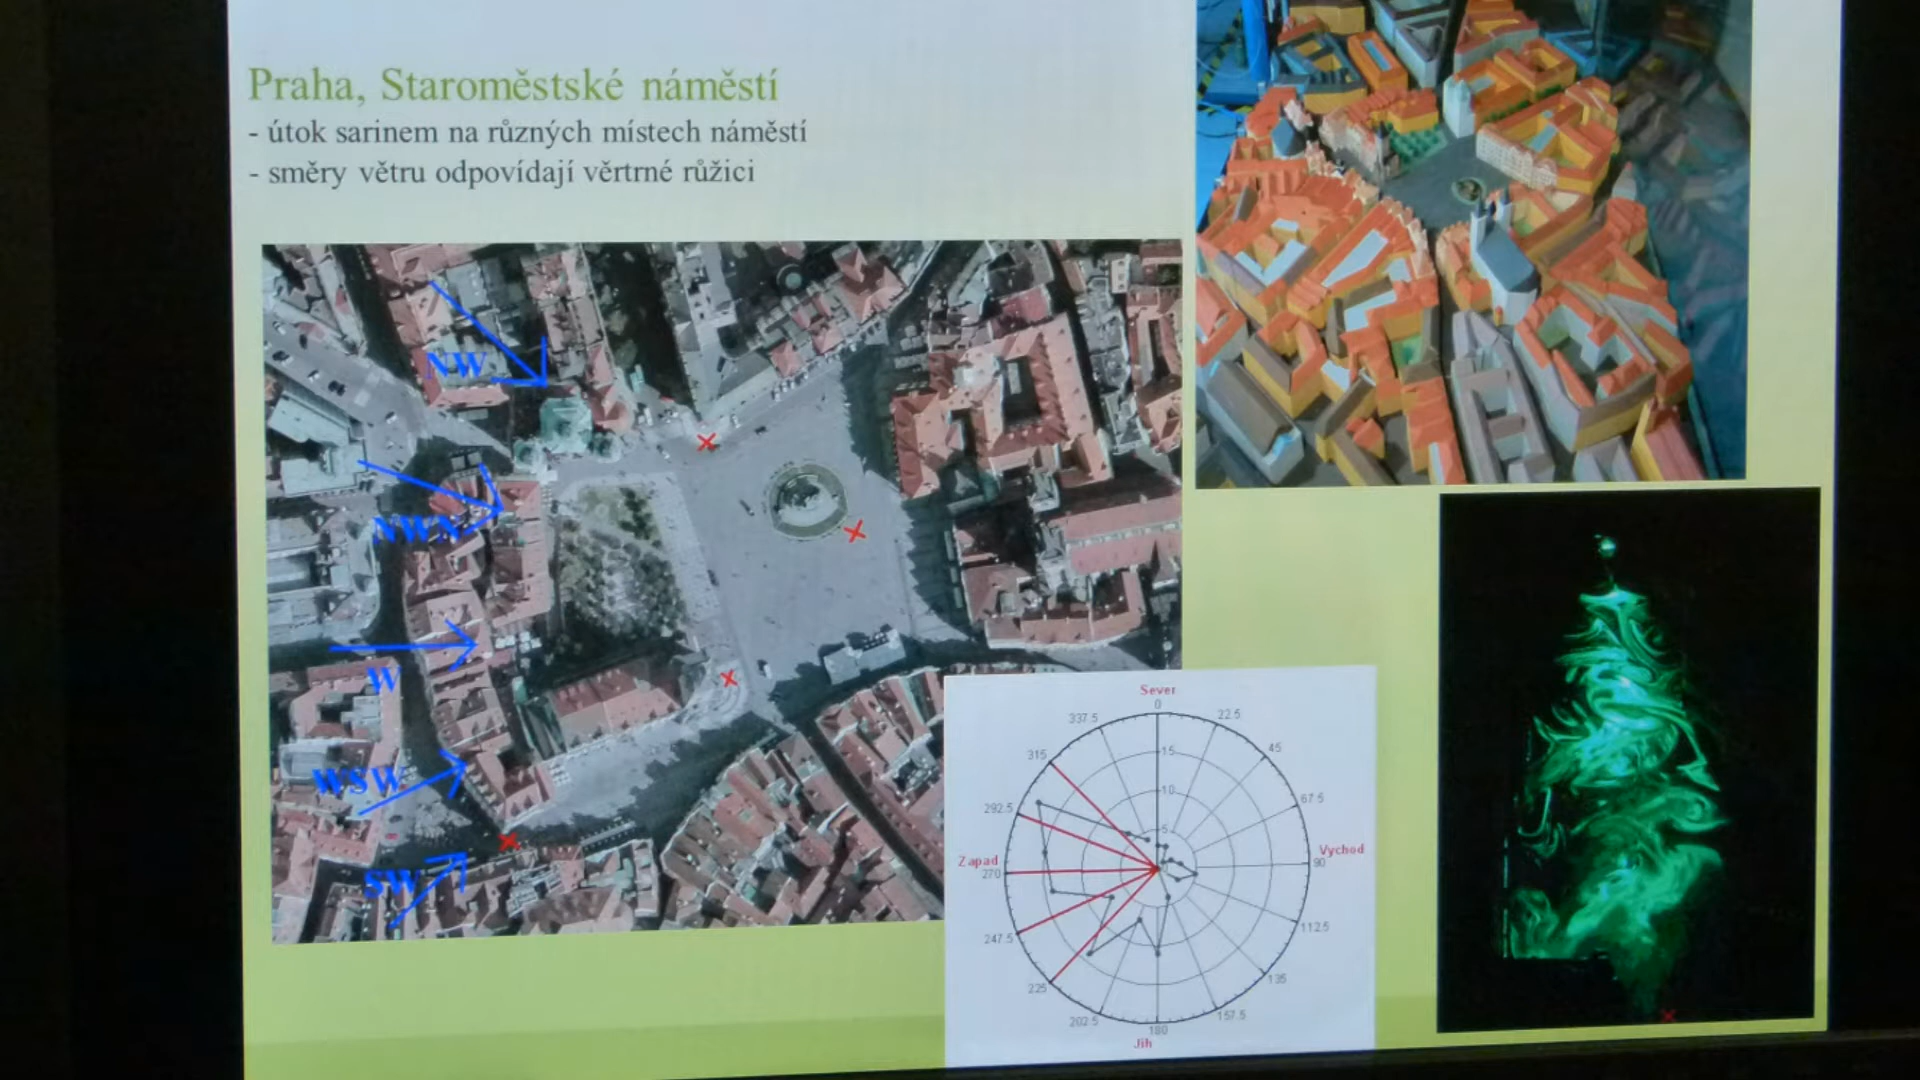 Praha, Staroměstské náměstí
- útok sarinem na různých místech náměstí
- směry větru odpovídají věrtrné růžici
NW
NWN
W
WSW
SW
Sever
0
22.5
45
67.5
Vychod
90
112.5
135
157.5
180
Jih
202.5
225
247.5
Zapad
270
292.5
315
337.5
15
10
5